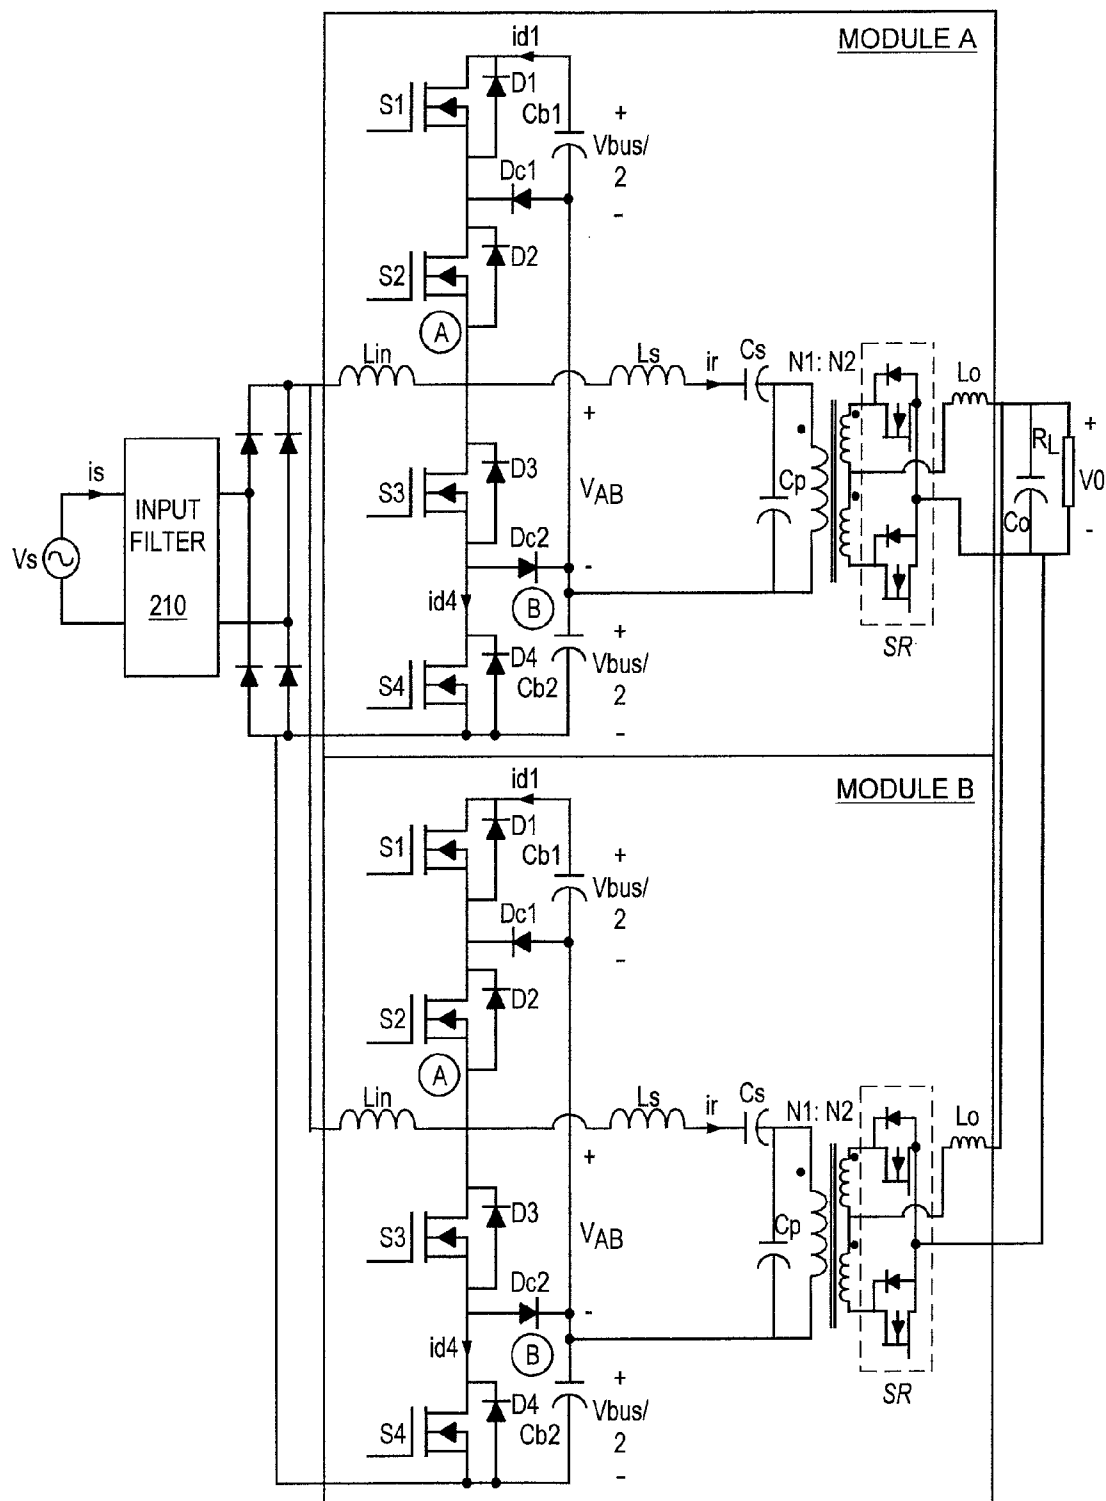 MODULE A
id1
S1
D1
Cb1
+
Vbus/
2
-
Dc1
S2
D2
A
Lin
Ls
ir
Cs
N1: N2
Lo
+
VAB
-
S3
D3
Dc2
B
id4
Cp
RL
+
V0
-
Co
is
Vs
INPUT
FILTER
210
S4
D4
Cb2
+
Vbus/
2
-
SR
MODULE B
id1
S1
D1
Cb1
+
Vbus/
2
-
Dc1
S2
D2
A
Lin
Ls
ir
Cs
N1: N2
Lo
+
VAB
-
S3
D3
Dc2
B
id4
Cp
S4
D4
Cb2
+
Vbus/
2
-
SR